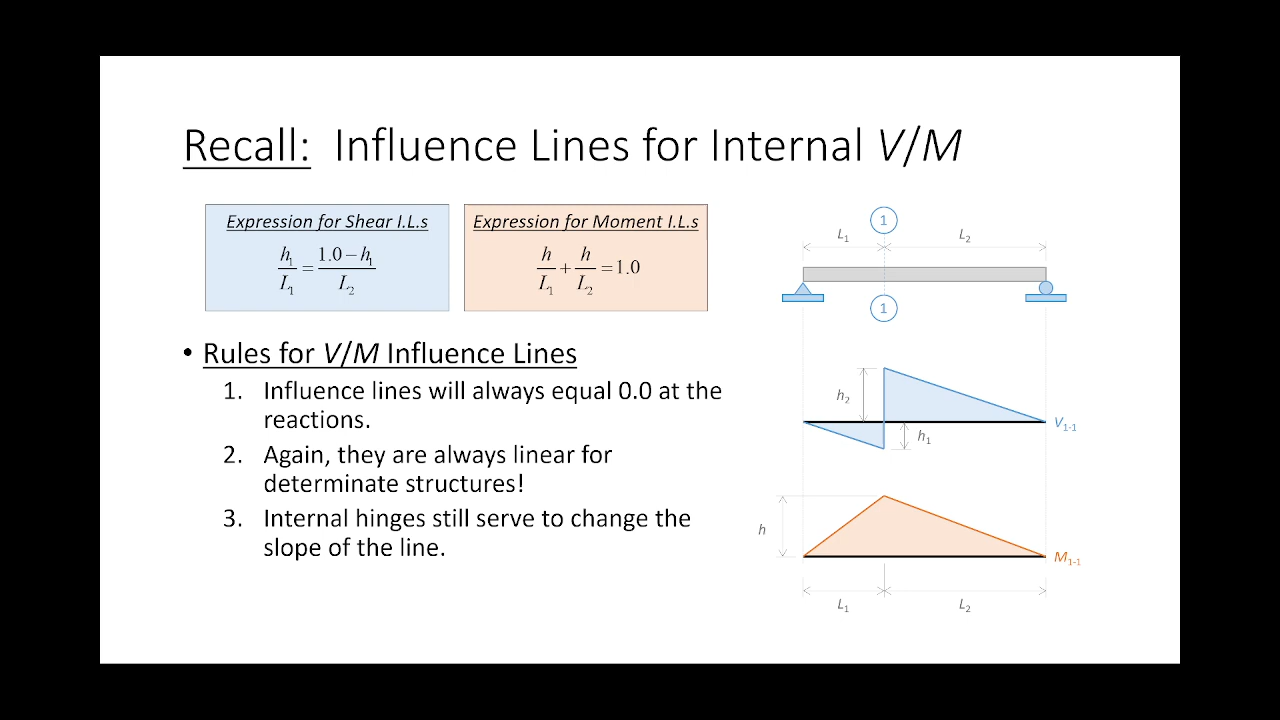 Recall: Influence Lines for Internal V/M
Expression for Shear I.L.s
h₁/L₁ = (1.0 − h₁)/L₂
Expression for Moment I.L.s
h/L₁ + h/L₂ = 1.0
• Rules for V/M Influence Lines
1. Influence lines will always equal 0.0 at the
reactions.
2. Again, they are always linear for
determinate structures!
3. Internal hinges still serve to change the
slope of the line.
1
L₁
L₂
1
h₂
h₁
V₁₋₁
h
M₁₋₁
L₁
L₂